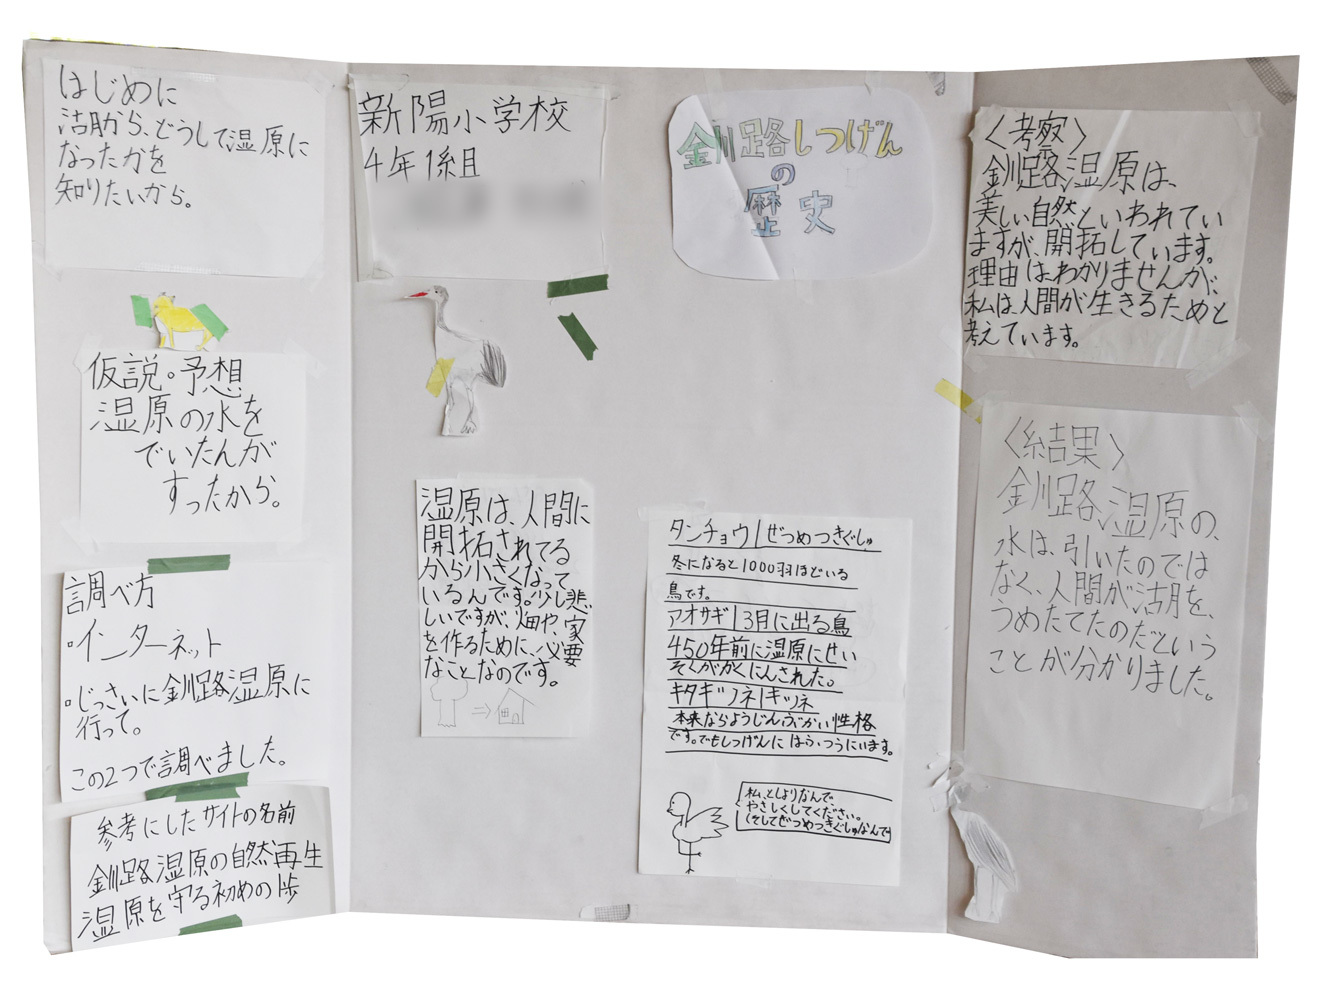 はじめに
沼から、どうして湿原に
なったかを
知りたいから。
仮説・予想
湿原の水を
でいたんが
すったから。
調べ方
・インターネット
・じっさいに釧路湿原に
行って。
この2つで調べました。
参考にしたサイトの名前
釧路湿原の自然再生
湿原を守る初めの1歩
新陽小学校
4年1組
釧路しつげん
の
歴史
湿原は、人間に
開拓されてる
から小さくなって
いるんです。少し悲
しいですが、畑や、家
を作るために、必要
なことなのです。
タンチョウ|ぜつめつきぐしゅ
冬になると1000羽ほどいる
鳥です。
アオサギ|3月に出る鳥
450年前に湿原にせい
そくがかくにんされた。
キタギツネ|キツネ
本来ならようじんぶかい性格
です。でもしつげんにはふつうにいます。
私、としよりなんで
やさしくしてください。
(そしてぜつめつきぐしゅなんで)
〈考察〉
釧路湿原は、
美しい自然といわれてい
ますが、開拓しています。
理由はわかりませんが、
私は、人間が生きるためと
考えています。
〈結果〉
釧路湿原の、
水は、引いたのでは
なく、人間が沼を、
うめたてたのだという
ことが分かりました。